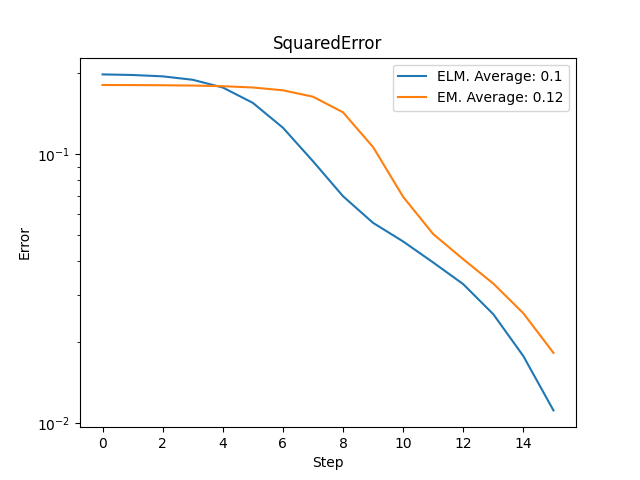 SquaredError
ELM. Average: 0.1
EM. Average: 0.12
Error
10⁻¹
10⁻²
0 2 4 6 8 10 12 14
Step